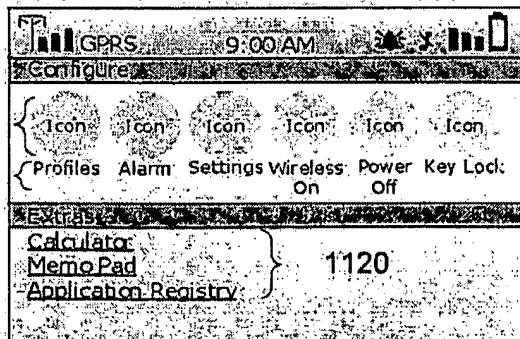 GPRS 9:00 AM
Configure
Icon Icon Icon Icon Icon Icon
Profiles Alarm Settings Wireless On Power Off Key Lock
Extras
Calculator
Memo Pad
Application Registry
1120